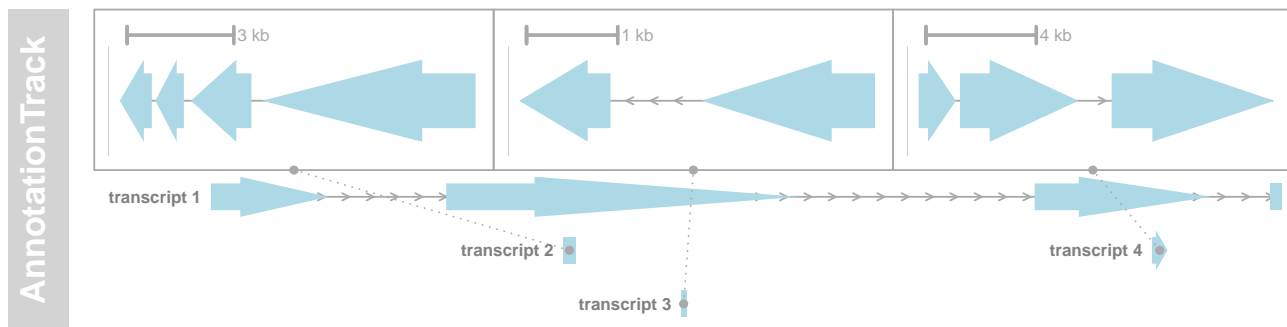 AnnotationTrack
3 kb
1 kb
4 kb
transcript 1
transcript 2
transcript 4
transcript 3